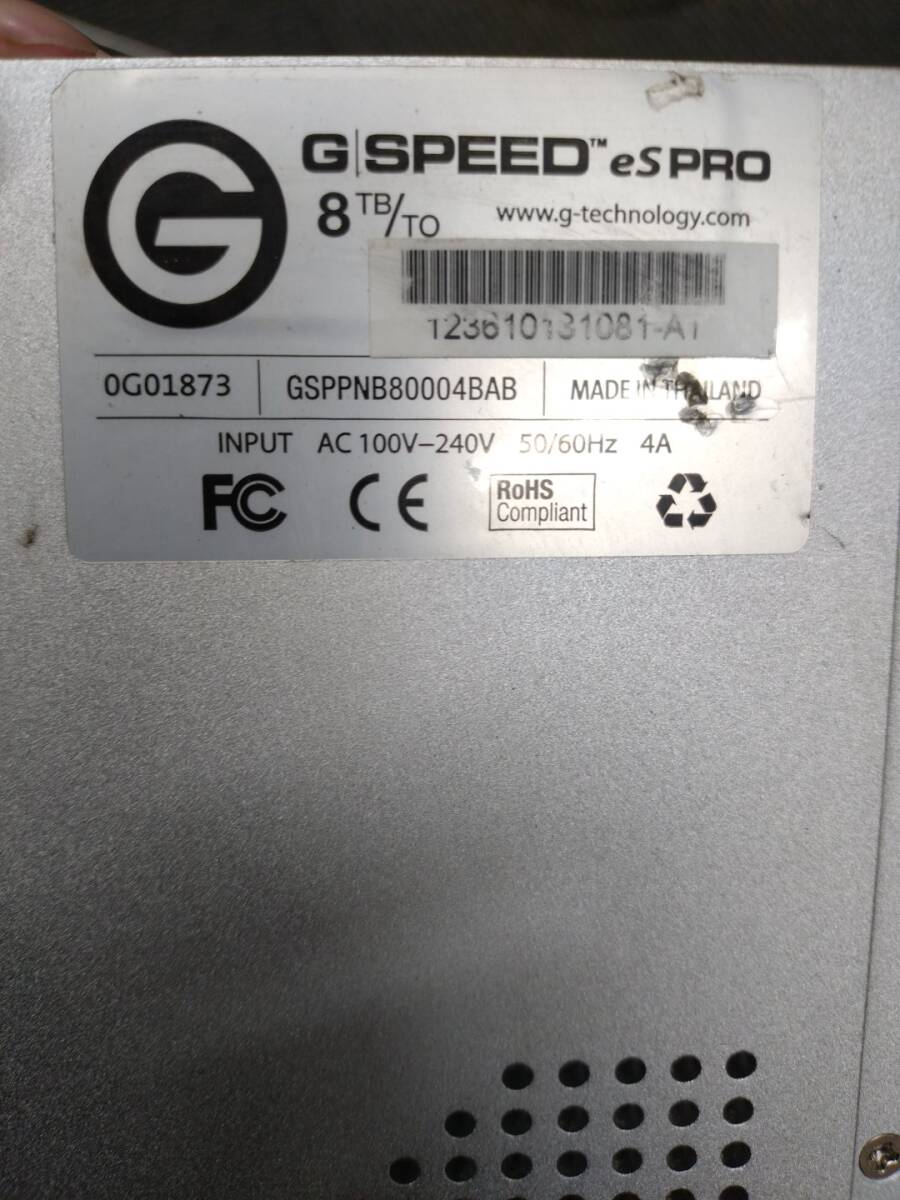 G|SPEED™ eS PRO
8 TB/TO www.g-technology.com
123610131081-A1
0G01873 GSPPNB80004BAB MADE IN THAILAND
INPUT AC 100V–240V 50/60Hz 4A
FC CE RoHS Compliant